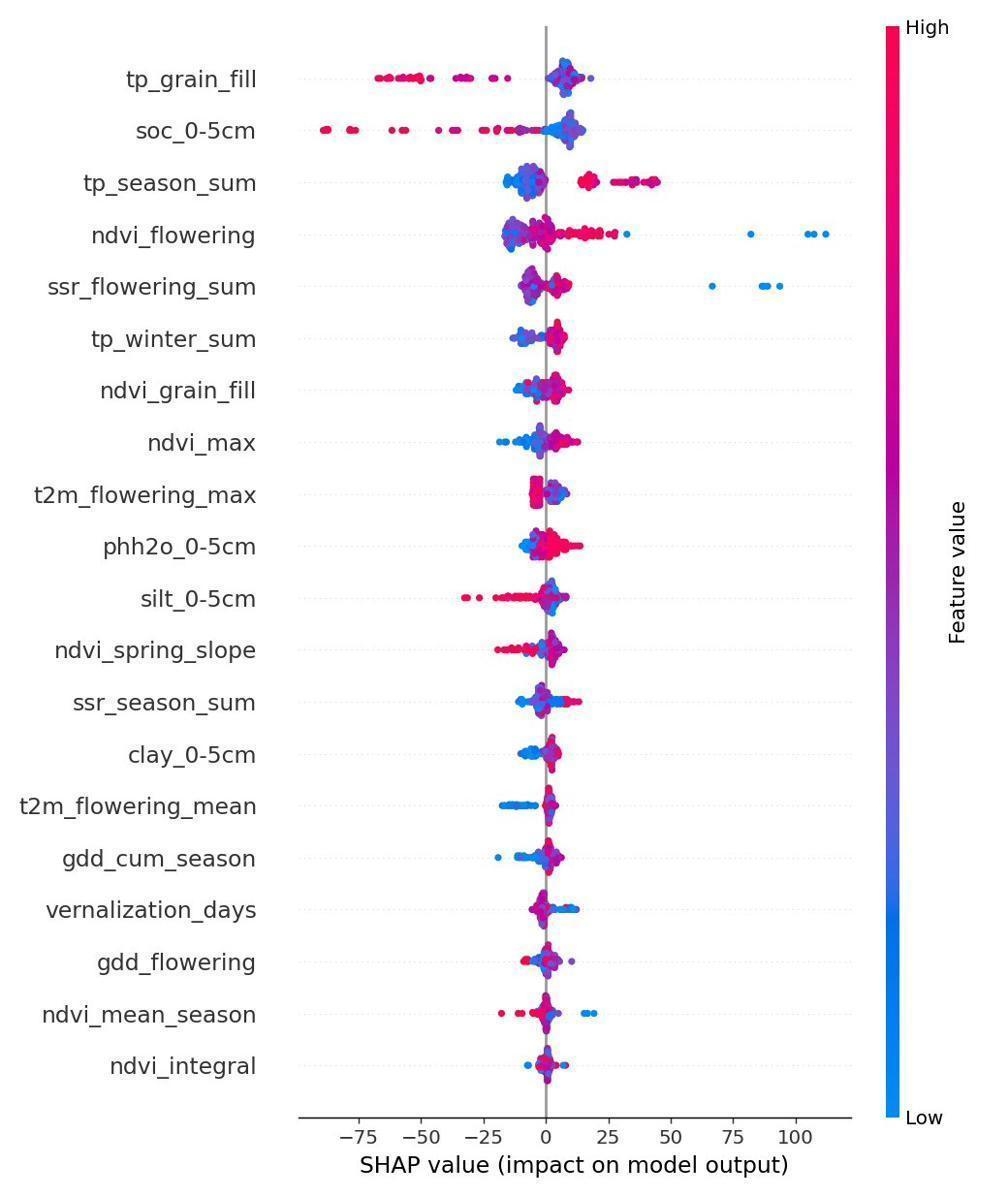 High
tp_grain_fill
soc_0-5cm
tp_season_sum
ndvi_flowering
ssr_flowering_sum
tp_winter_sum
ndvi_grain_fill
ndvi_max
t2m_flowering_max
phh2o_0-5cm
silt_0-5cm
ndvi_spring_slope
ssr_season_sum
clay_0-5cm
t2m_flowering_mean
gdd_cum_season
vernalization_days
gdd_flowering
ndvi_mean_season
ndvi_integral
Feature value
Low
−75 −50 −25 0 25 50 75 100
SHAP value (impact on model output)